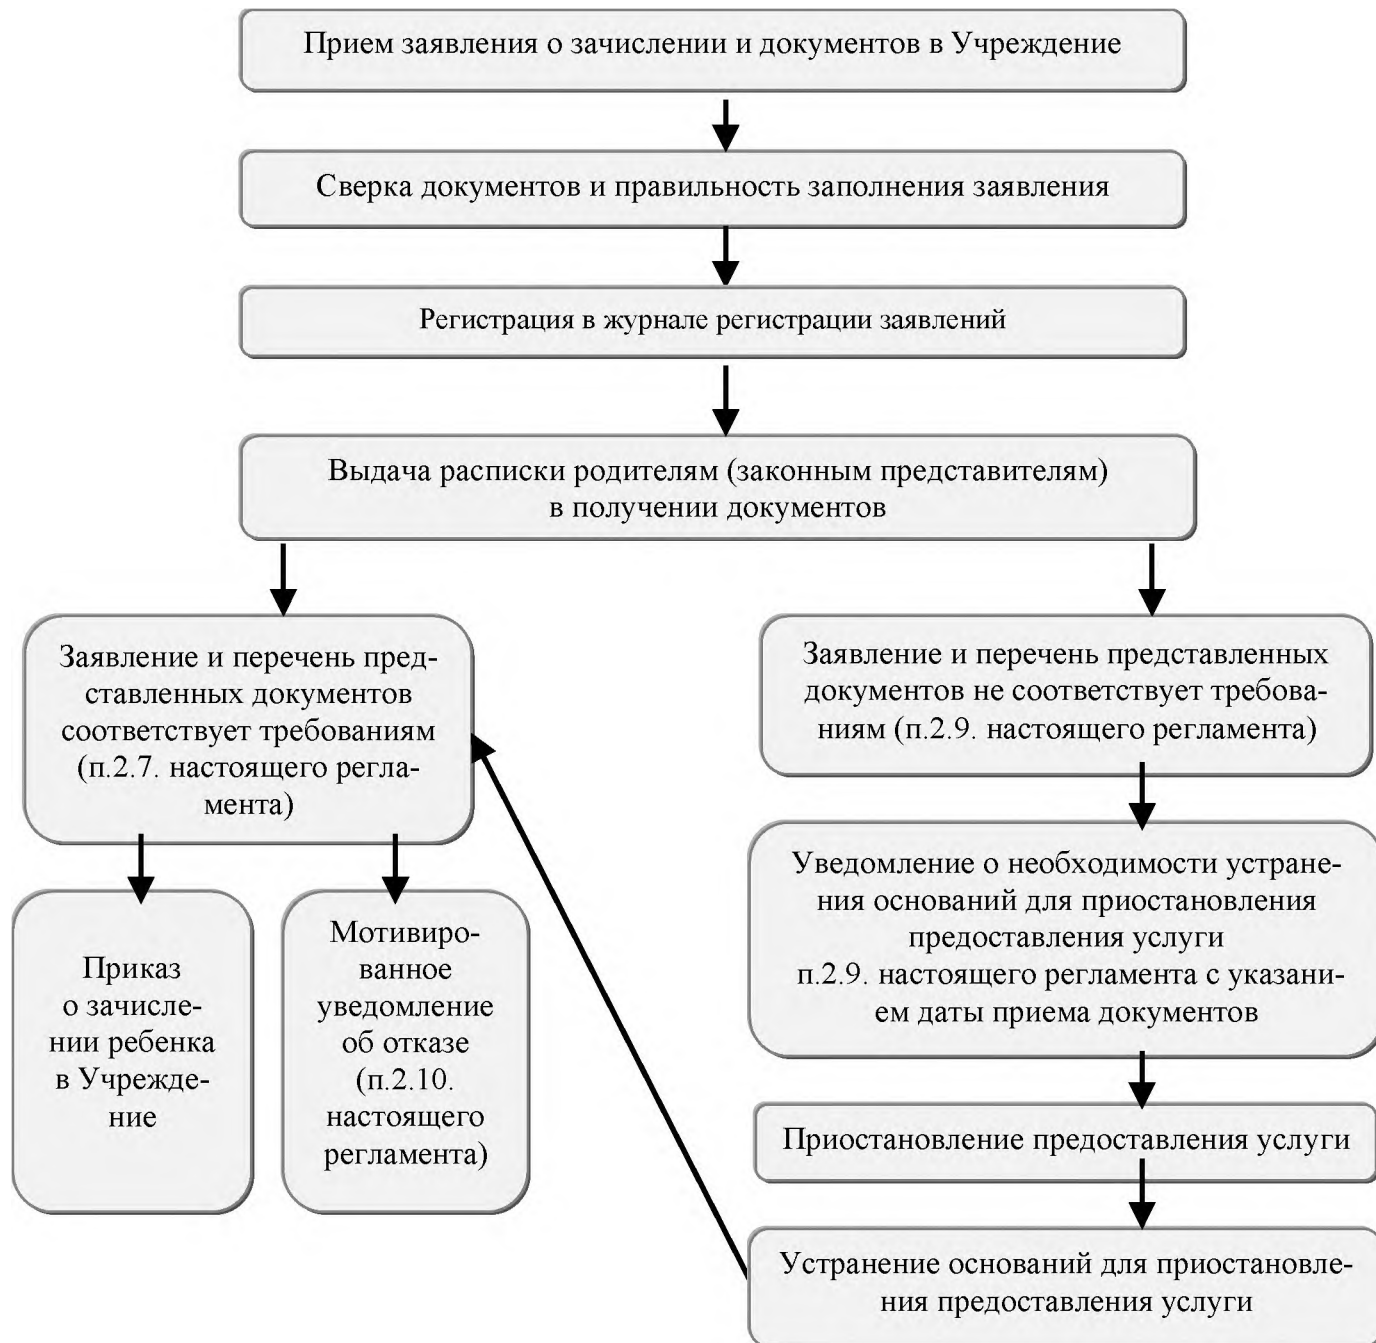 Прием заявления о зачислении и документов в Учреждение
Сверка документов и правильность заполнения заявления
Регистрация в журнале регистрации заявлений
Выдача расписки родителям (законным представителям)
в получении документов
Заявление и перечень пред-
ставленных документов
соответствует требованиям
(п.2.7. настоящего регла-
мента)
Заявление и перечень представленных
документов не соответствует требова-
ниям (п.2.9. настоящего регламента)
Приказ
о зачисле-
нии ребенка
в Учрежде-
ние
Мотивиро-
ванное
уведомление
об отказе
(п.2.10.
настоящего
регламента)
Уведомление о необходимости устране-
ния оснований для приостановления
предоставления услуги
п.2.9. настоящего регламента с указани-
ем даты приема документов
Приостановление предоставления услуги
Устранение оснований для приостановле-
ния предоставления услуги